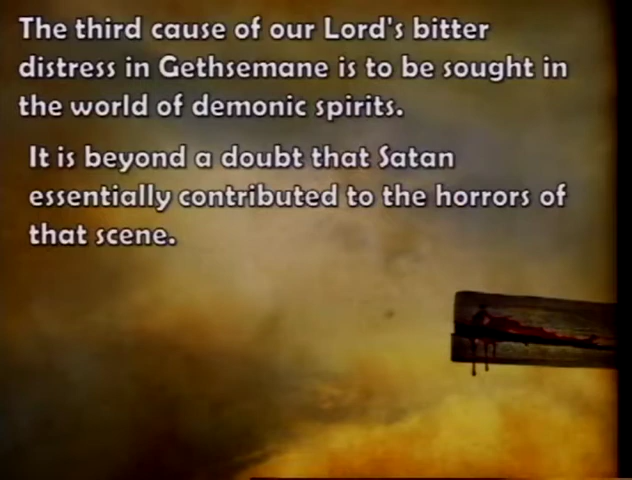 The third cause of our Lord's bitter
distress in Gethsemane is to be sought in
the world of demonic spirits.
It is beyond a doubt that Satan
essentially contributed to the horrors of
that scene.